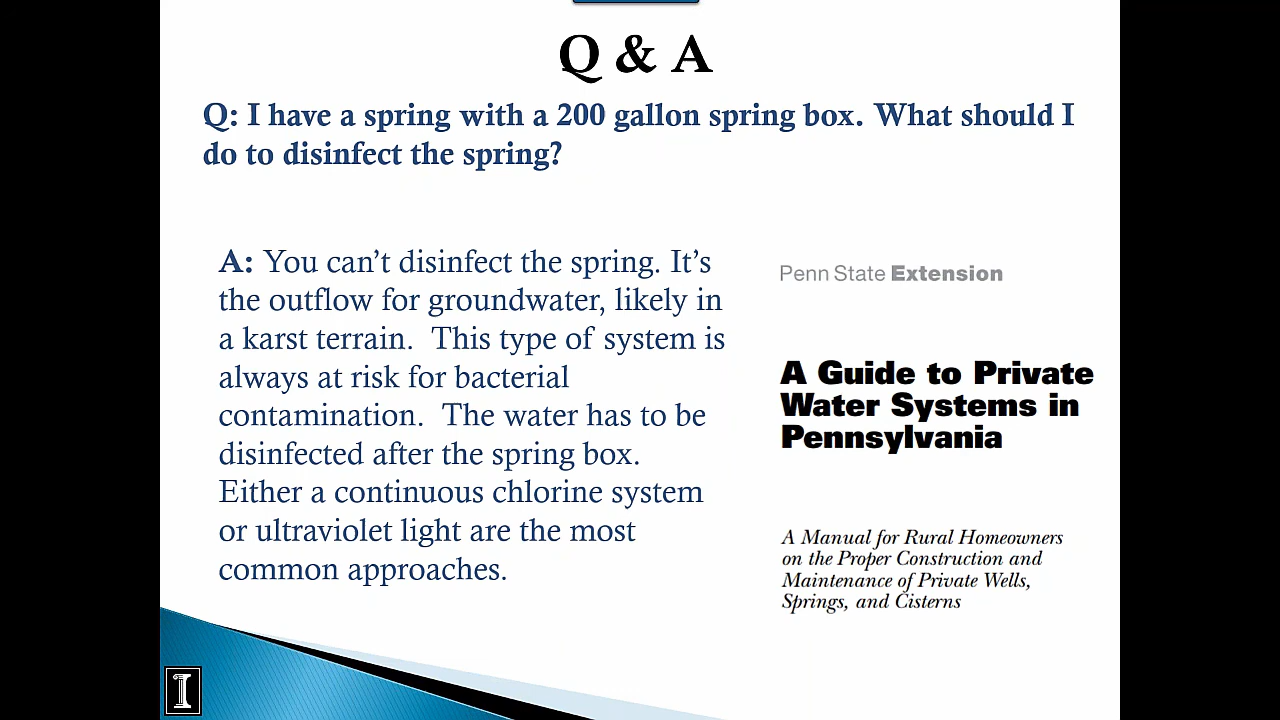 Q & A
Q: I have a spring with a 200 gallon spring box. What should I
do to disinfect the spring?
A: You can't disinfect the spring. It's
the outflow for groundwater, likely in
a karst terrain. This type of system is
always at risk for bacterial
contamination. The water has to be
disinfected after the spring box.
Either a continuous chlorine system
or ultraviolet light are the most
common approaches.
Penn State Extension
A Guide to Private
Water Systems in
Pennsylvania
A Manual for Rural Homeowners
on the Proper Construction and
Maintenance of Private Wells,
Springs, and Cisterns
I